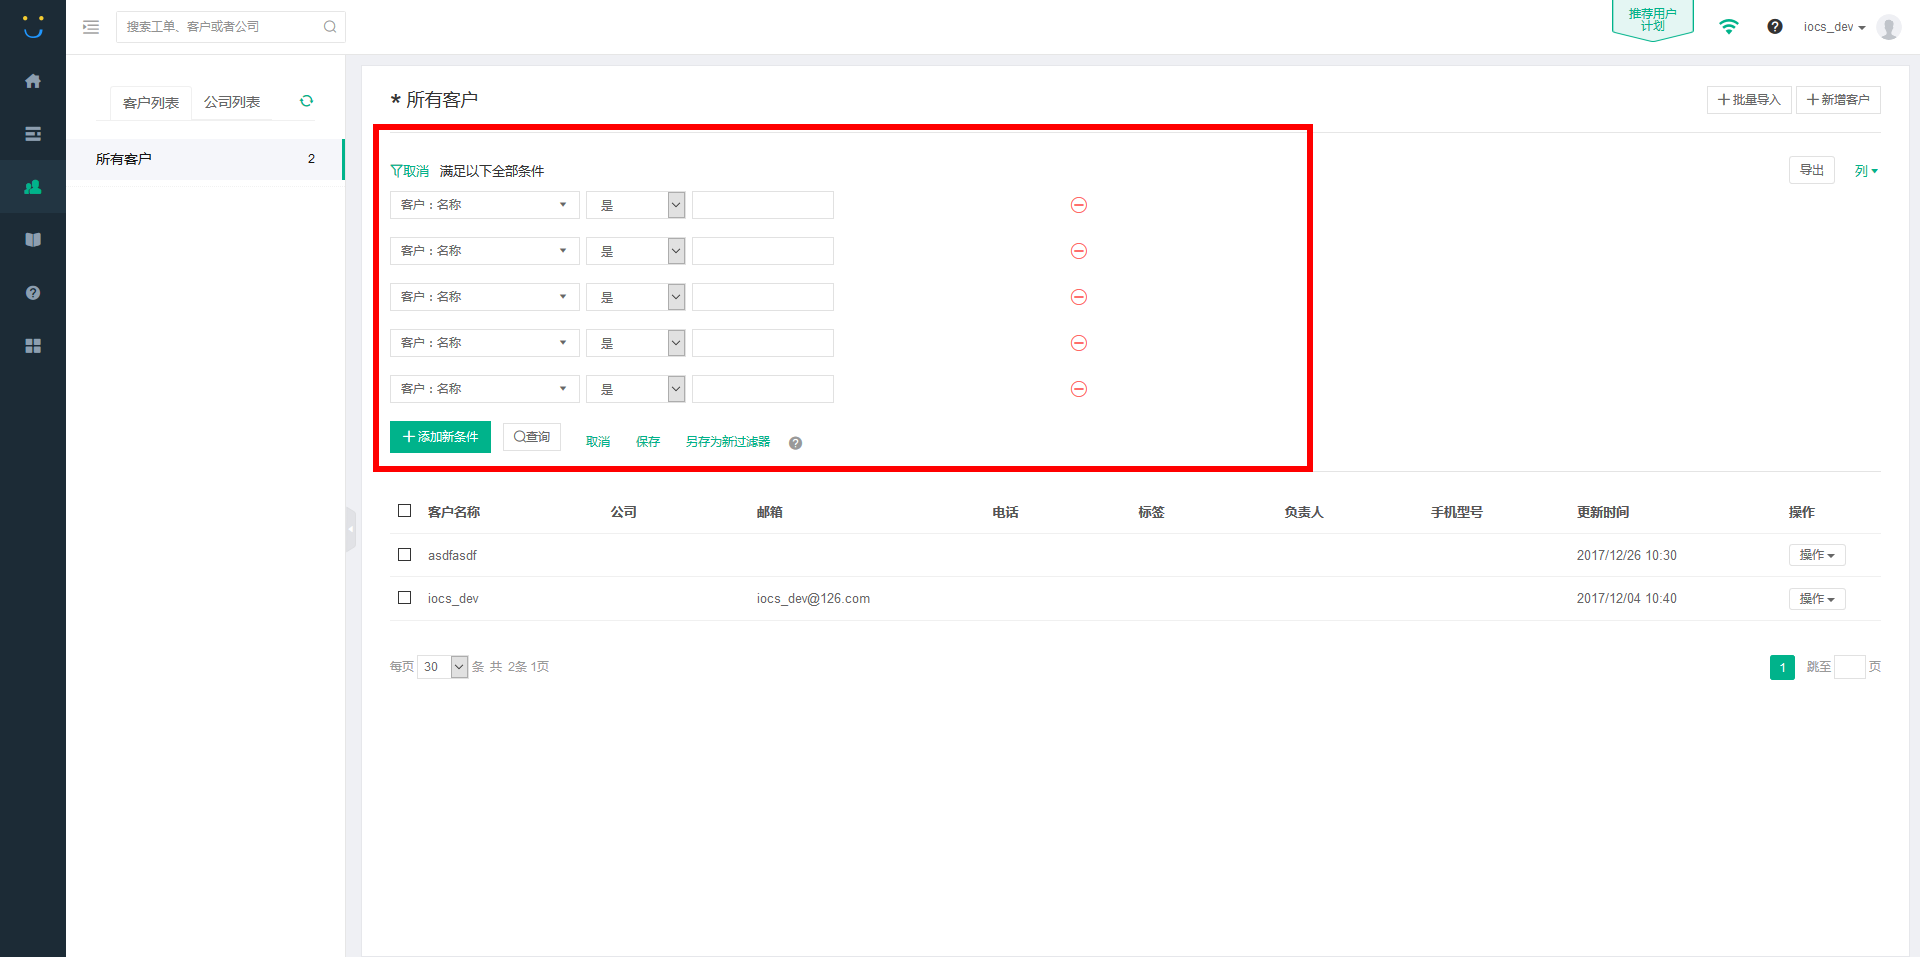 搜索工单、客户或者公司
推荐用户
计划
iocs_dev
客户列表 公司列表
所有客户 2
* 所有客户
批量导入 新增客户
取消 满足以下全部条件
导出 列
客户：名称 是
客户：名称 是
客户：名称 是
客户：名称 是
客户：名称 是
添加新条件 查询 取消 保存 另存为新过滤器
客户名称 公司 邮箱 电话 标签 负责人 手机型号 更新时间 操作
asdfasdf 2017/12/26 10:30 操作
iocs_dev iocs_dev@126.com 2017/12/04 10:40 操作
每页 30 条 共 2条 1页
1 跳至 页